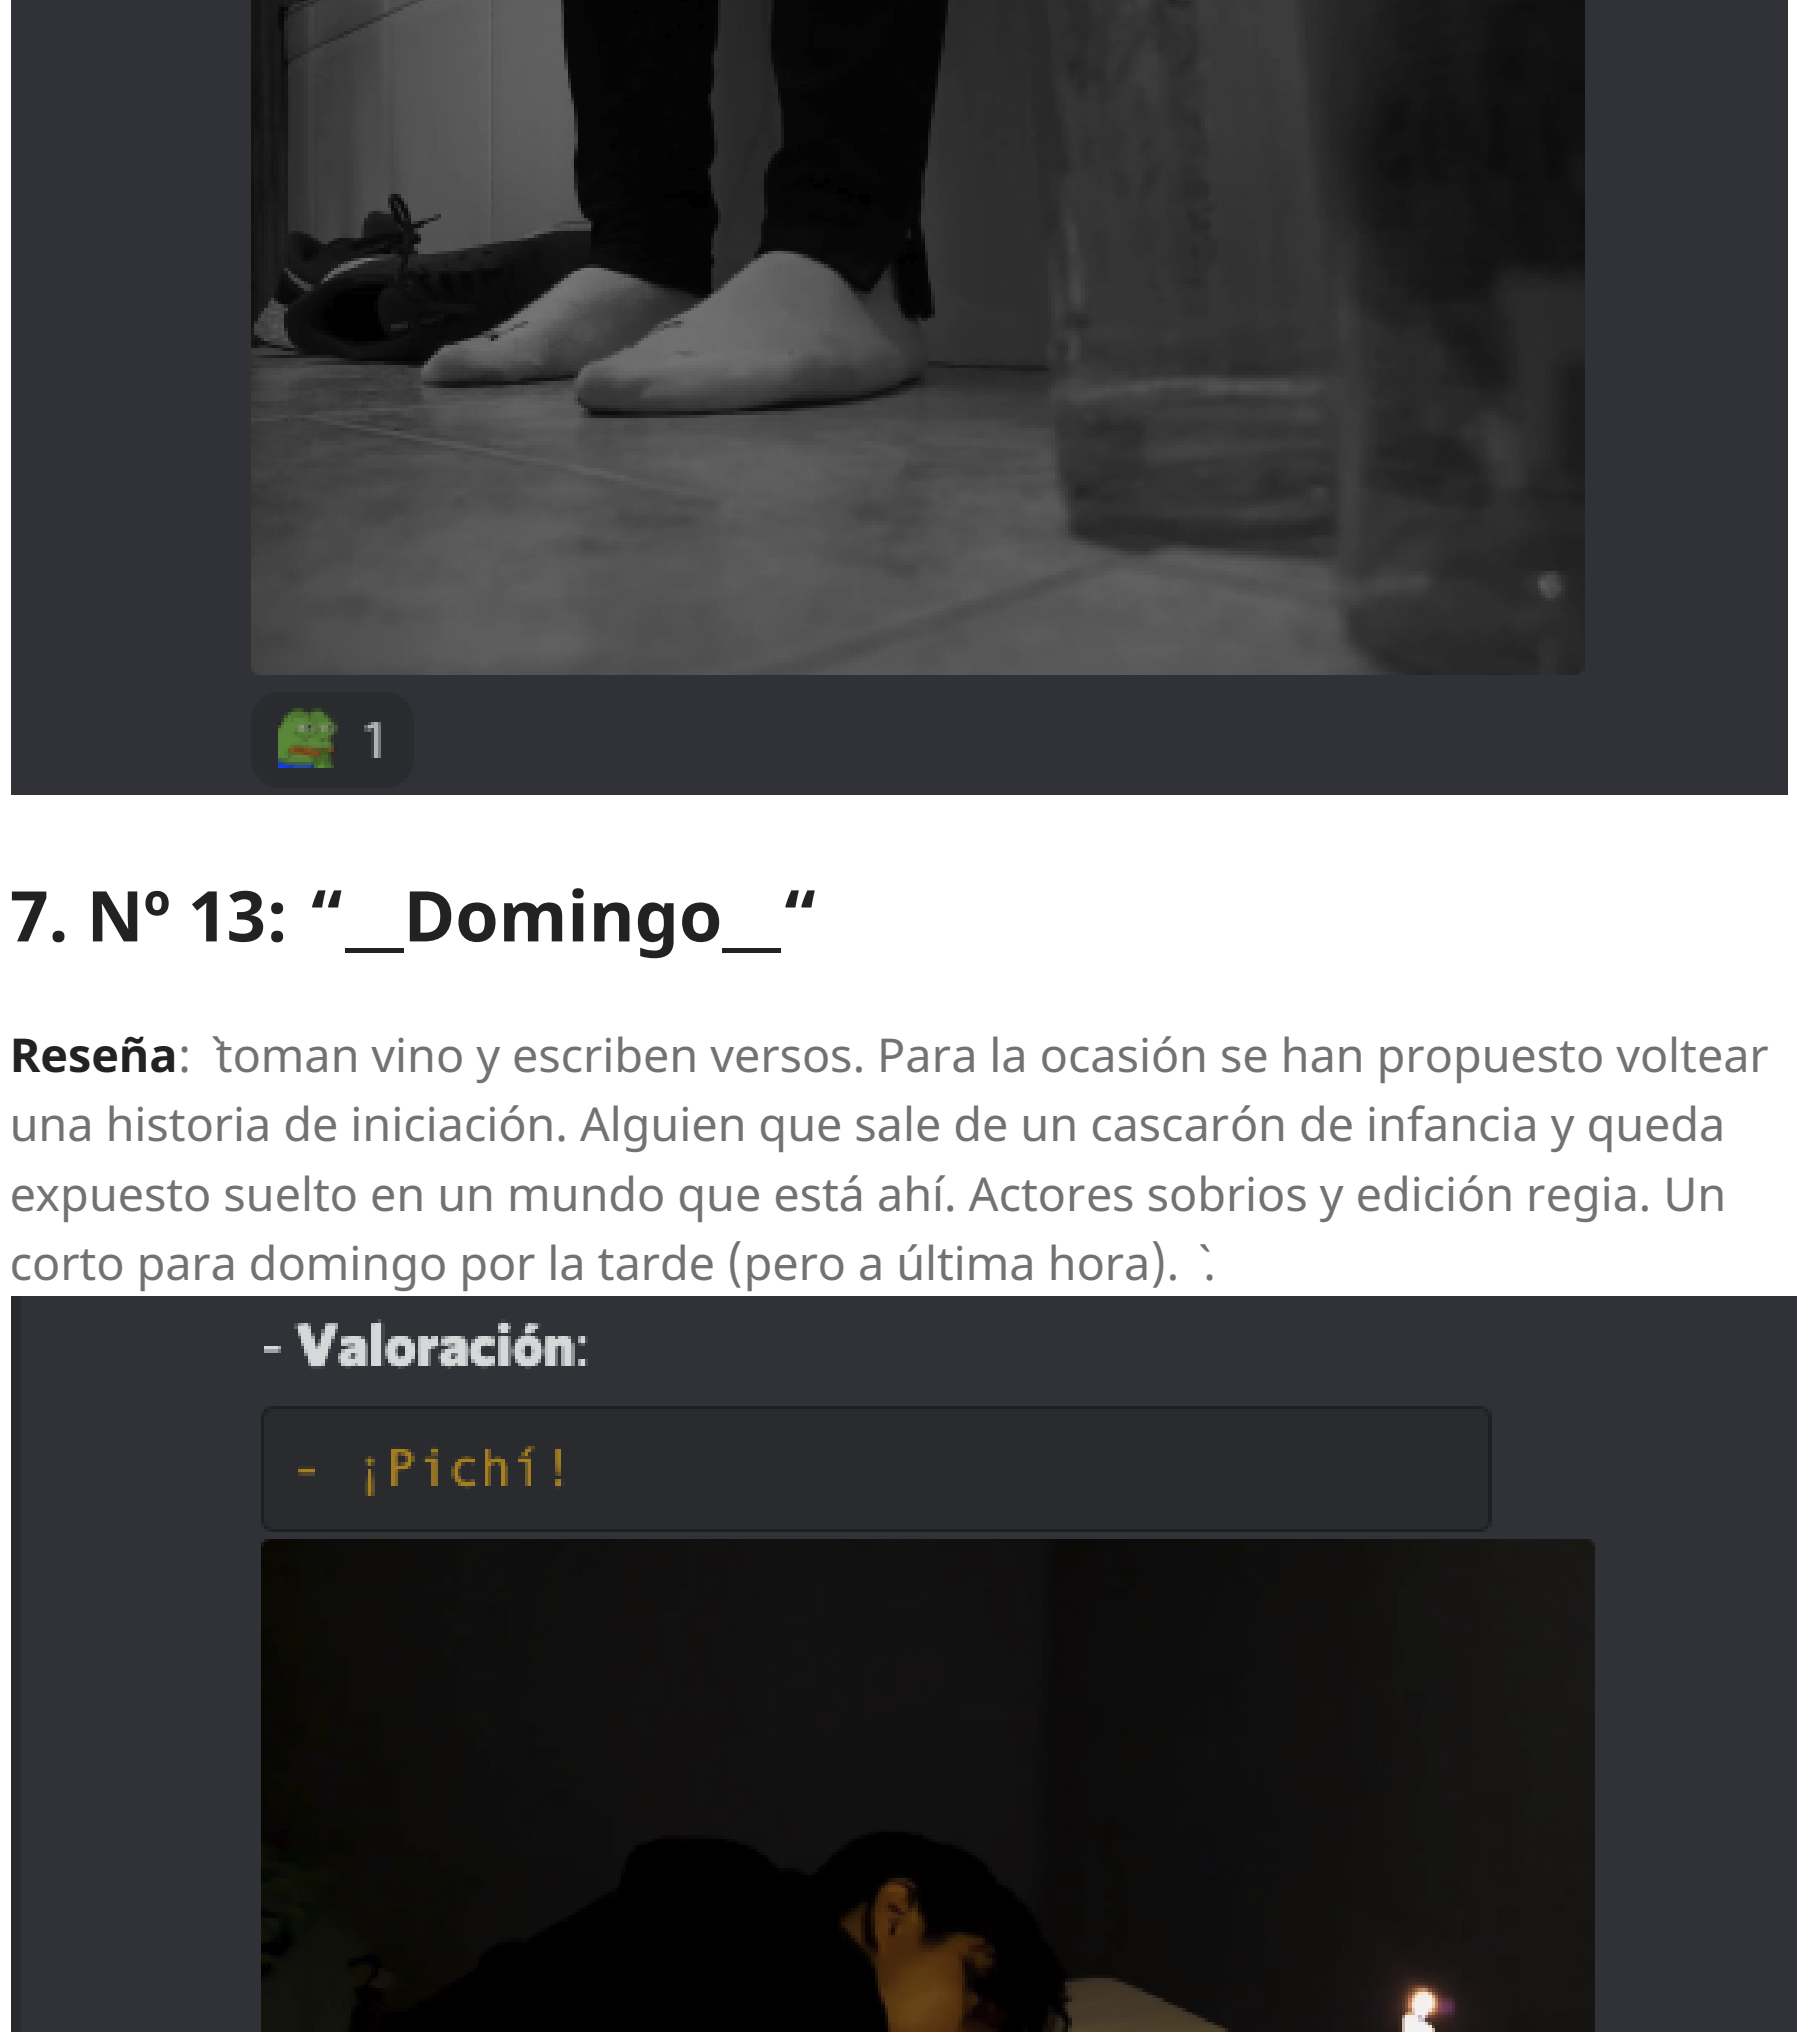 1
7. Nº 13: “__Domingo__“
Reseña: `toman vino y escriben versos. Para la ocasión se han propuesto voltear
una historia de iniciación. Alguien que sale de un cascarón de infancia y queda
expuesto suelto en un mundo que está ahí. Actores sobrios y edición regia. Un
corto para domingo por la tarde (pero a última hora). `.
- Valoración:
- ¡Pichí!